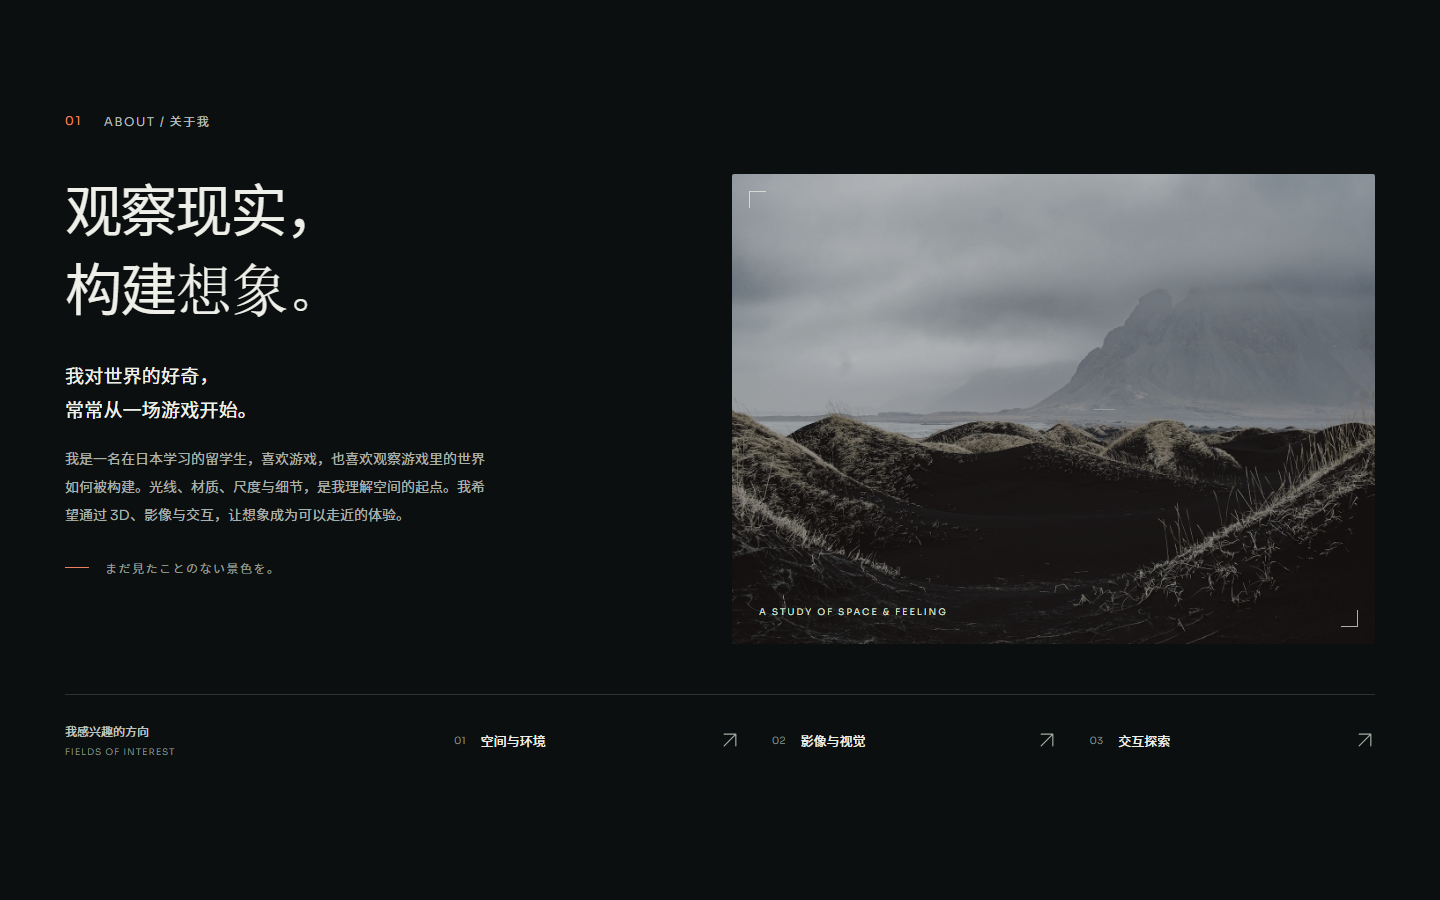 01 ABOUT / 关于我
观察现实，
构建想象。
我对世界的好奇，
常常从一场游戏开始。
我是一名在日本学习的留学生，喜欢游戏，也喜欢观察游戏里的世界
如何被构建。光线、材质、尺度与细节，是我理解空间的起点。我希
望通过 3D、影像与交互，让想象成为可以走近的体验。
まだ見たことのない景色を。
A STUDY OF SPACE & FEELING
我感兴趣的方向
FIELDS OF INTEREST
01 空间与环境
02 影像与视觉
03 交互探索